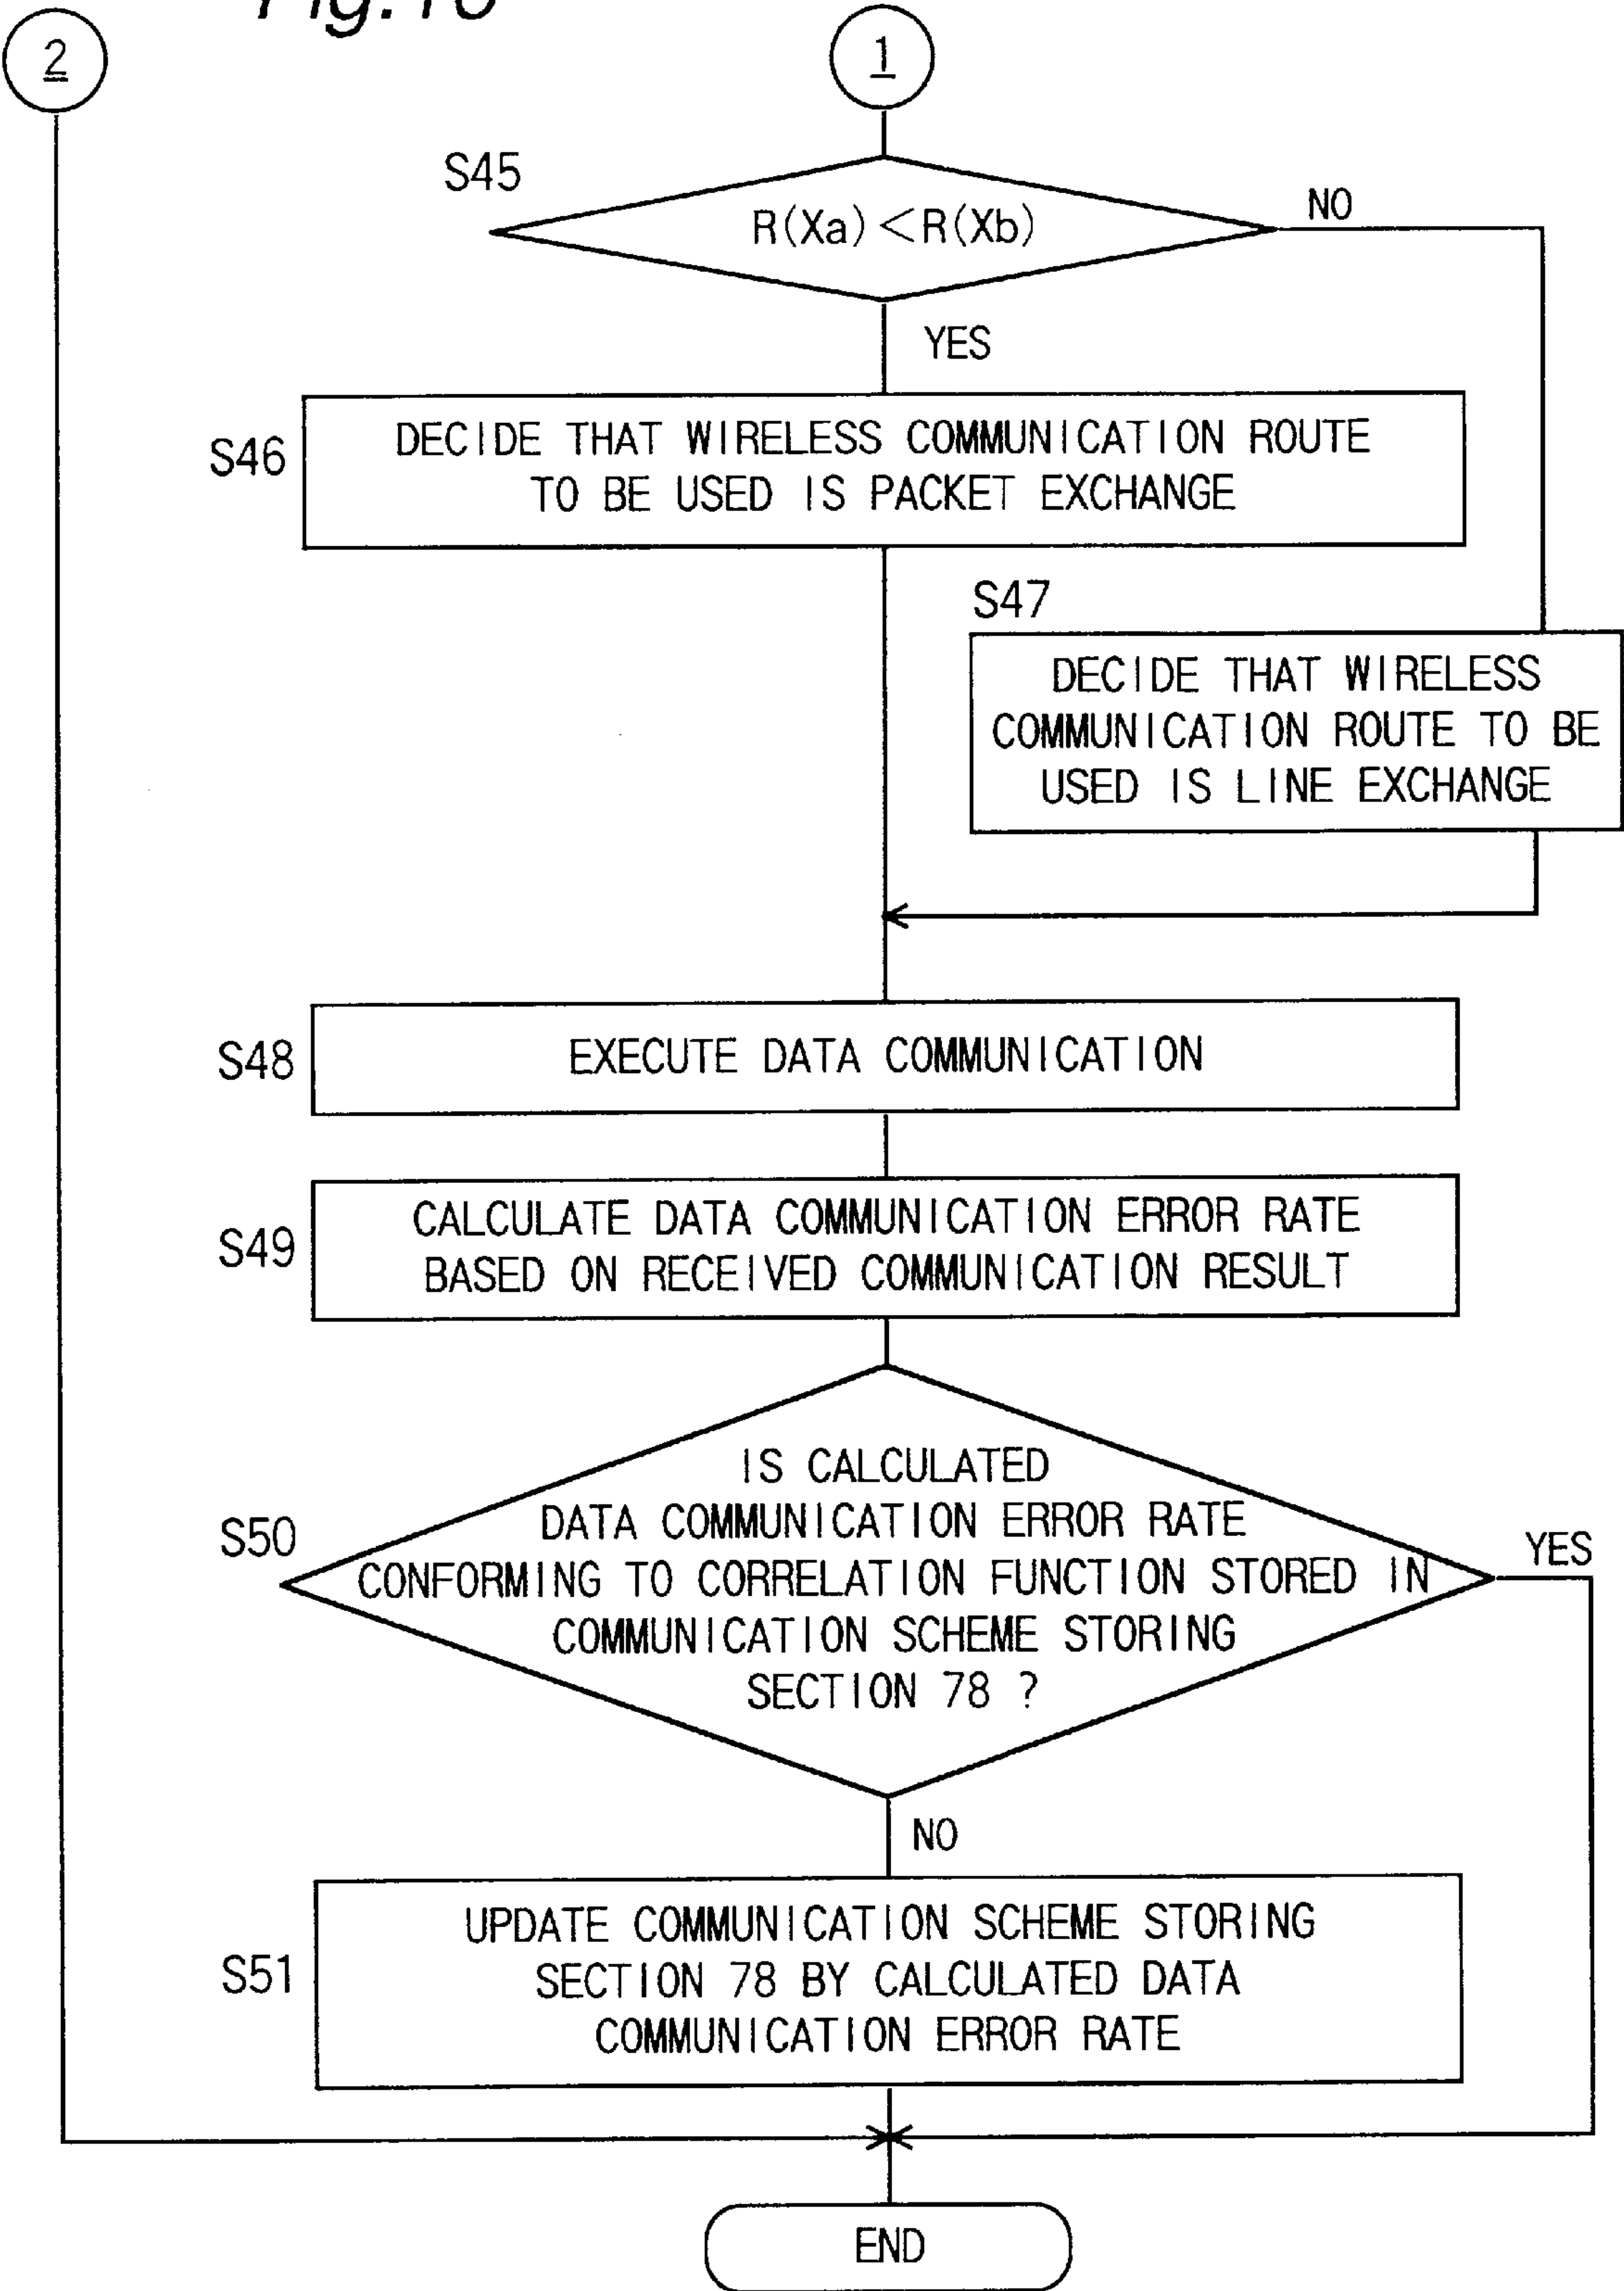 2
1
S45
R(Xa)<R(Xb)
NO
YES
S46
DECIDE THAT WIRELESS COMMUNICATION ROUTE
TO BE USED IS PACKET EXCHANGE
S47
DECIDE THAT WIRELESS
COMMUNICATION ROUTE TO BE
USED IS LINE EXCHANGE
S48
EXECUTE DATA COMMUNICATION
S49
CALCULATE DATA COMMUNICATION ERROR RATE
BASED ON RECEIVED COMMUNICATION RESULT
S50
IS CALCULATED
DATA COMMUNICATION ERROR RATE
CONFORMING TO CORRELATION FUNCTION STORED IN
COMMUNICATION SCHEME STORING
SECTION 78 ?
YES
NO
S51
UPDATE COMMUNICATION SCHEME STORING
SECTION 78 BY CALCULATED DATA
COMMUNICATION ERROR RATE
END